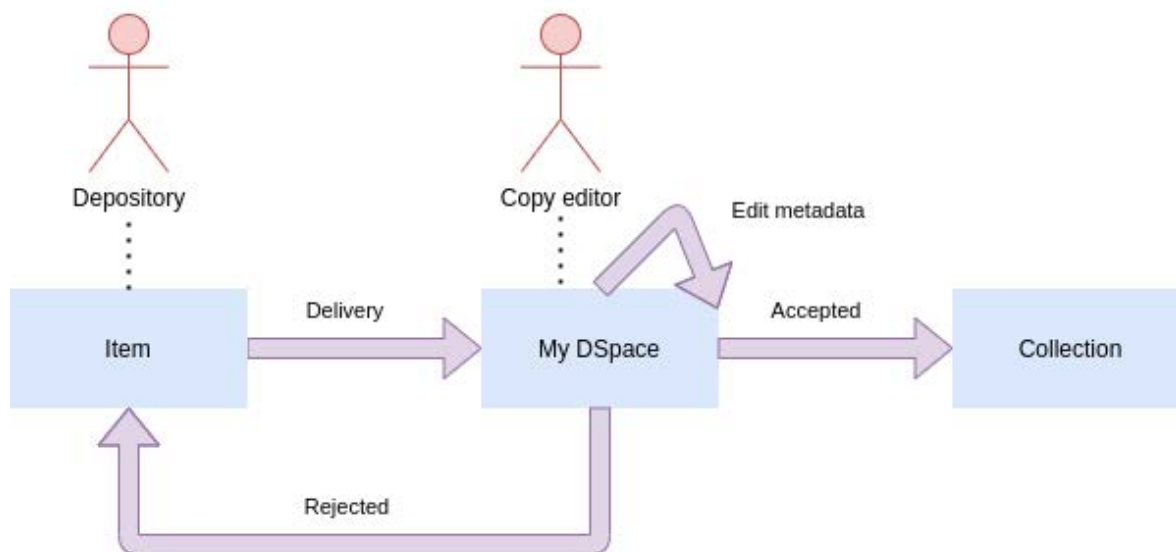 Depository
Copy editor
Edit metadata
Delivery
Accepted
Item
My DSpace
Collection
Rejected